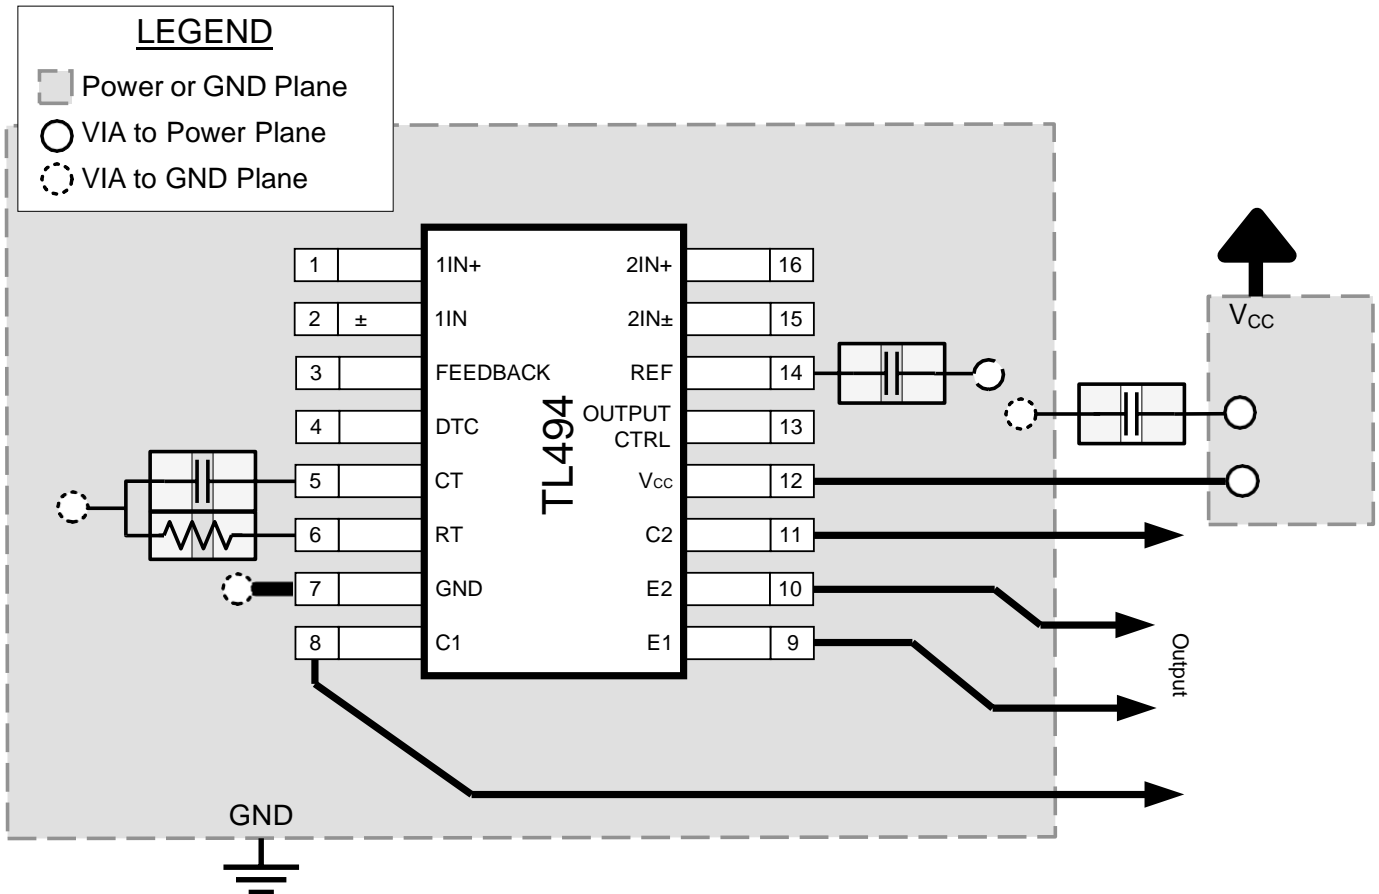 LEGEND
Power or GND Plane
VIA to Power Plane
VIA to GND Plane
1 1IN+ 2IN+ 16
2 ± 1IN 2IN± 15
3 FEEDBACK REF 14
4 DTC OUTPUT CTRL 13
5 CT VCC 12
6 RT C2 11
7 GND E2 10
8 C1 E1 9
TL494
VCC
Output
GND